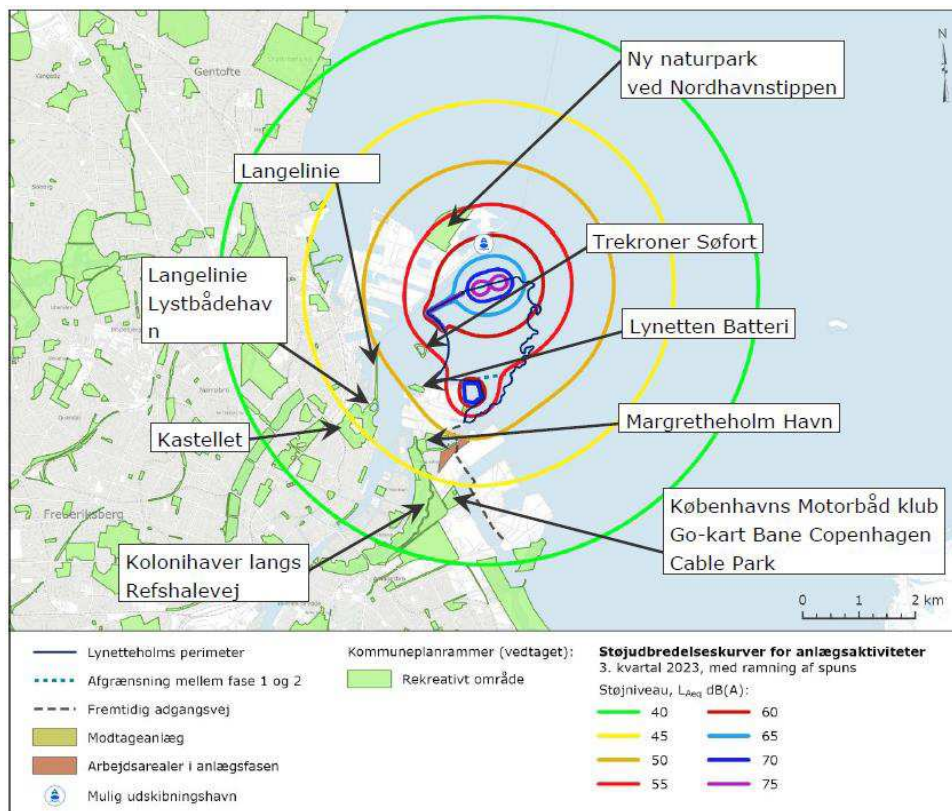 Gentofte
N
Ny naturpark
ved Nordhavnstippen
Langelinie
Trekroner Søfort
Langelinie
Lystbådehav
n
Lynetten Batteri
Kastellet
Margretheholm Havn
Frederiksberg
Kolonihaver langs
Refshalevej
Københavns Motorbåd klub
Go-kart Bane Copenhagen
Cable Park
0 1 2 km
Lynetteholms perimeter
Afgrænsning mellem fase 1 og 2
Fremtidig adgangsvej
Modtageanlæg
Arbejdsarealer i anlægsfasen
Mulig udskibningshavn
Kommuneplanrammer (vedtaget):
Rekreativt område
Støjudbredelseskurver for anlægsaktiviteter
3. kvartal 2023, med ramning af spuns
Støjniveau, LAeq dB(A):
40
45
50
55
60
65
70
75